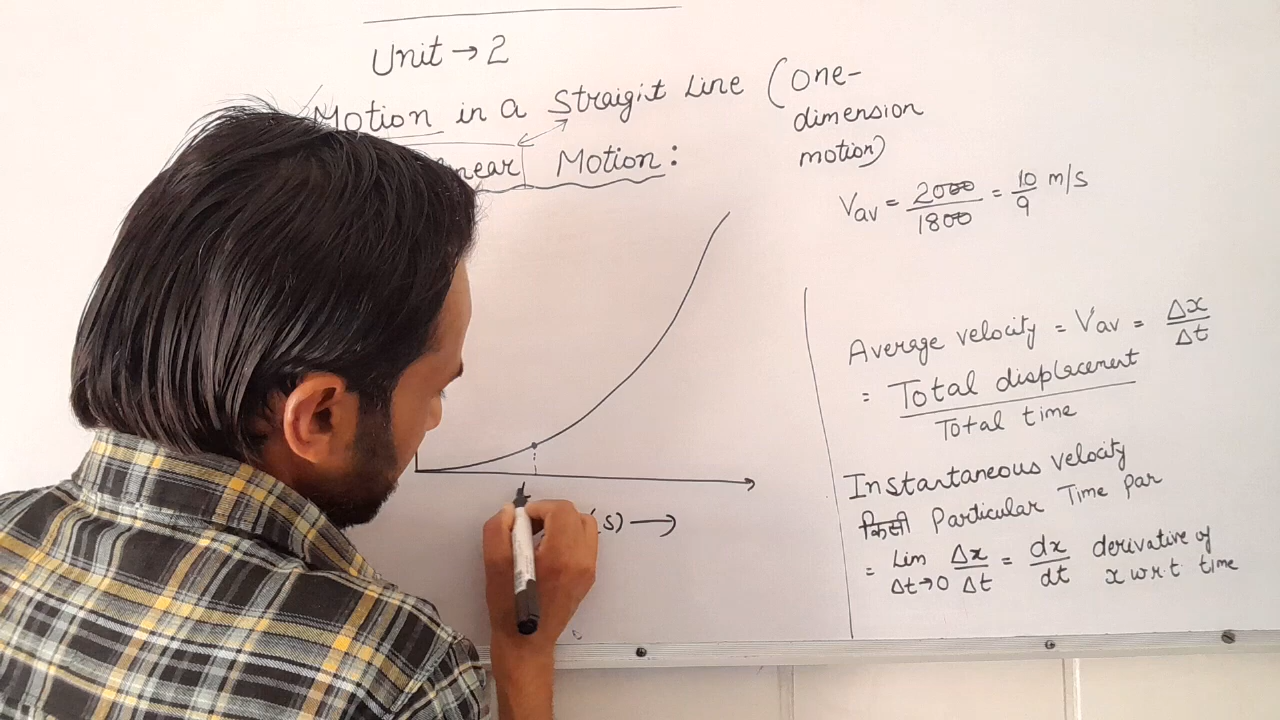 Unit → 2
Motion in a Straigit Line (One-
dimension
motion)
Motion :
Vav = 2000/1800 = 10/9 m/s
(s) →
Average velocity = Vav = Δx/Δt
= Total displacement/Total time
Instantaneous velocity
किसी Particular Time Par
= Lim Δt→0 Δx/Δt = dx/dt derivative of
x w.r.t time